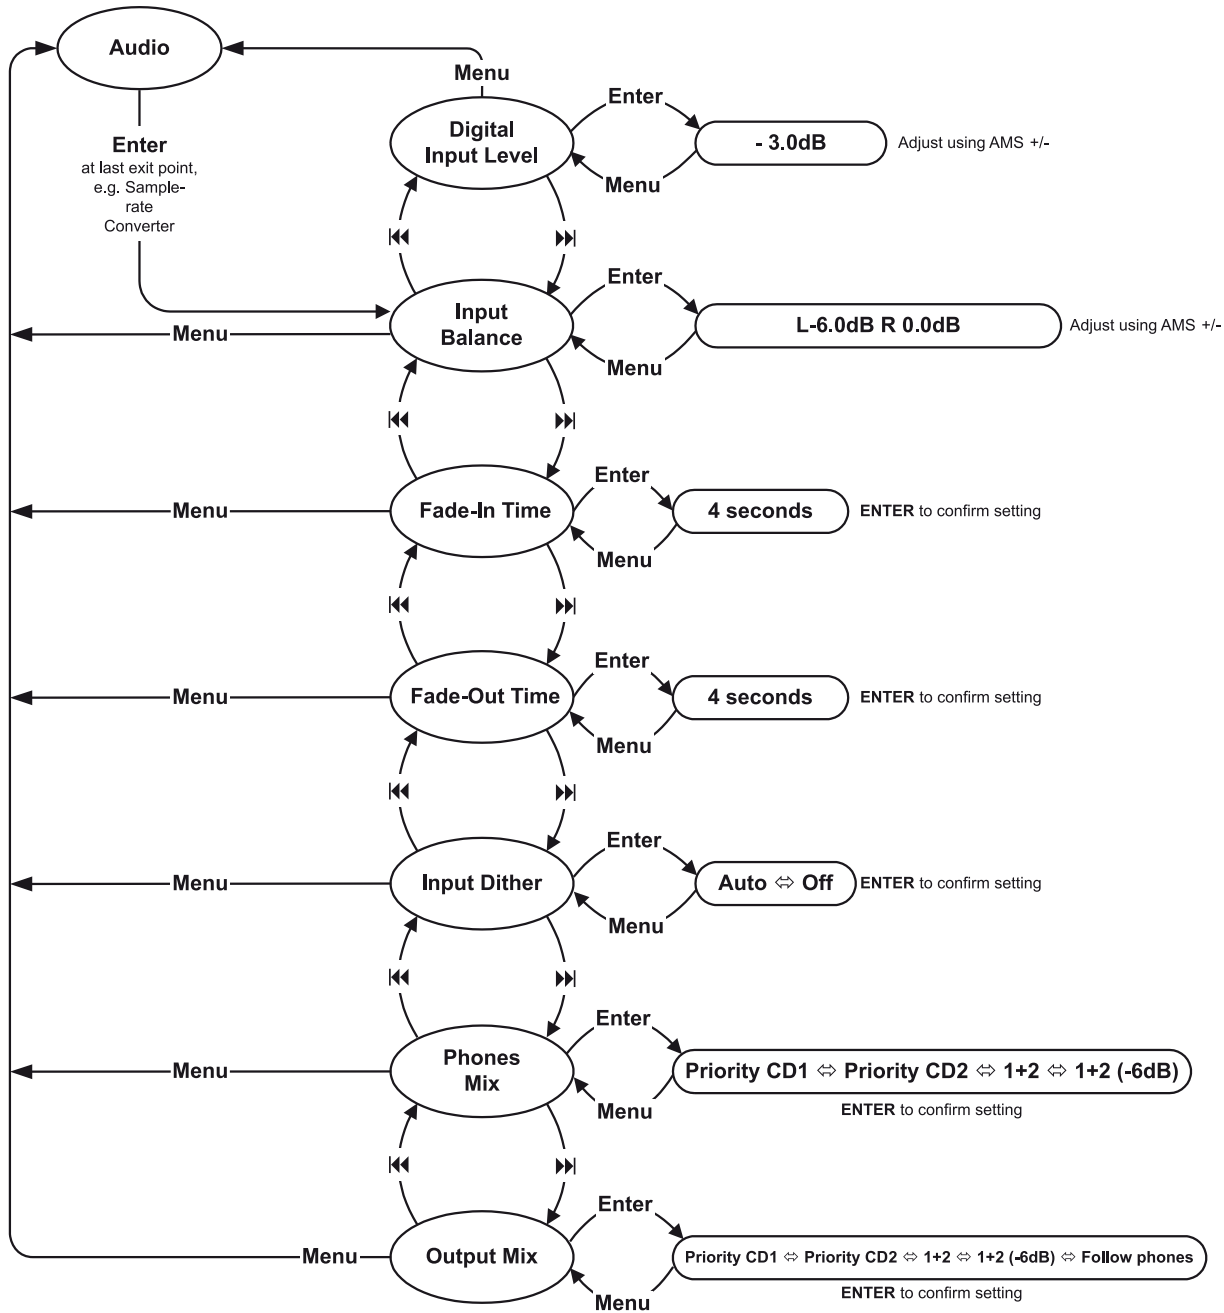 Audio
Menu
Enter
at last exit point,
e.g. Sample-
rate
Converter
Digital
Input Level
Enter
Menu
- 3.0dB
Adjust using AMS +/-
Input
Balance
Menu
Enter
Menu
L-6.0dB R 0.0dB
Adjust using AMS +/-
Fade-In Time
Menu
Enter
Menu
4 seconds
ENTER to confirm setting
Fade-Out Time
Menu
Enter
Menu
4 seconds
ENTER to confirm setting
Input Dither
Menu
Enter
Menu
Auto ⇔ Off
ENTER to confirm setting
Phones
Mix
Menu
Enter
Menu
Priority CD1 ⇔ Priority CD2 ⇔ 1+2 ⇔ 1+2 (-6dB)
ENTER to confirm setting
Output Mix
Menu
Enter
Menu
Priority CD1 ⇔ Priority CD2 ⇔ 1+2 ⇔ 1+2 (-6dB) ⇔ Follow phones
ENTER to confirm setting